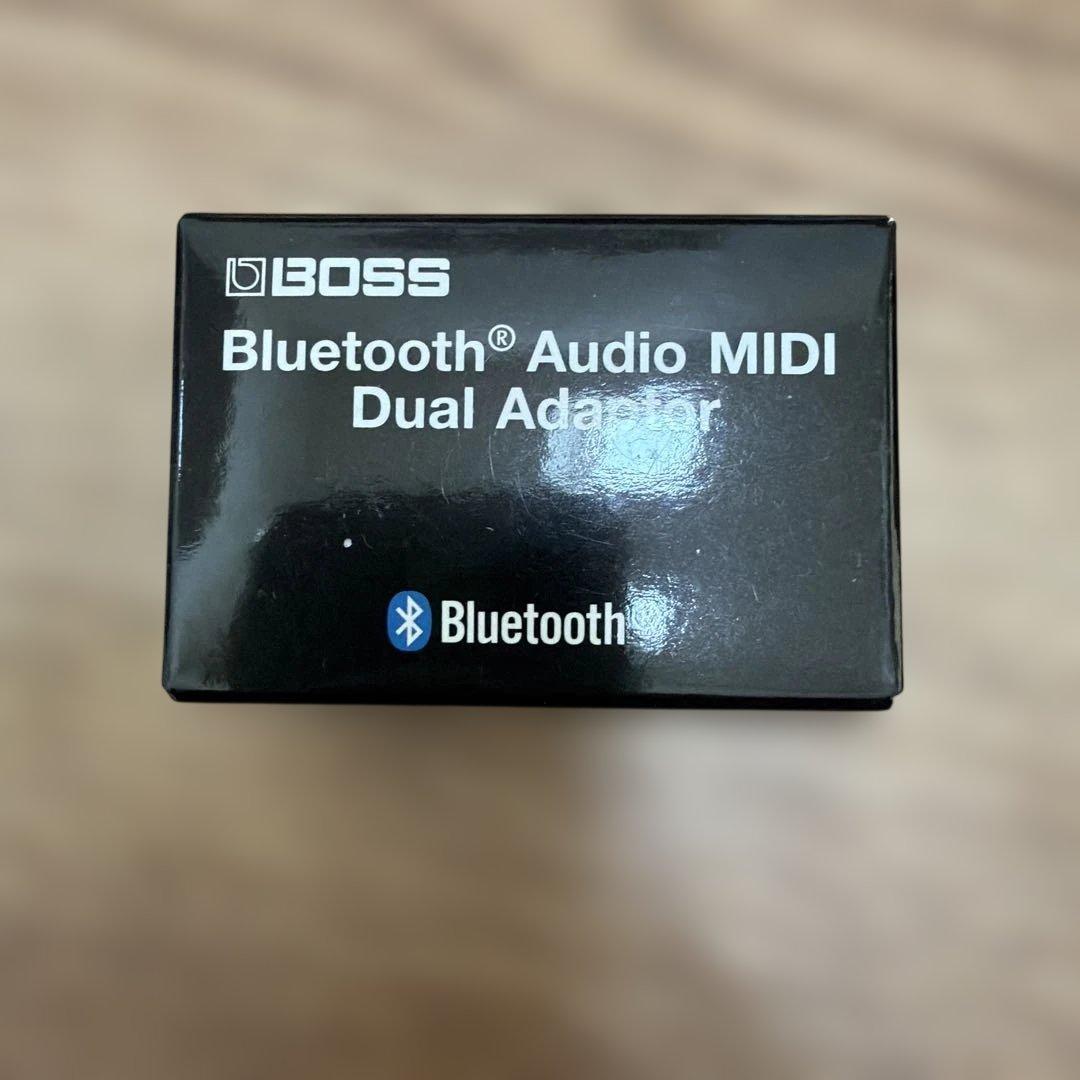 BOSS
Bluetooth® Audio MIDI
Dual Adaptor
Bluetooth®